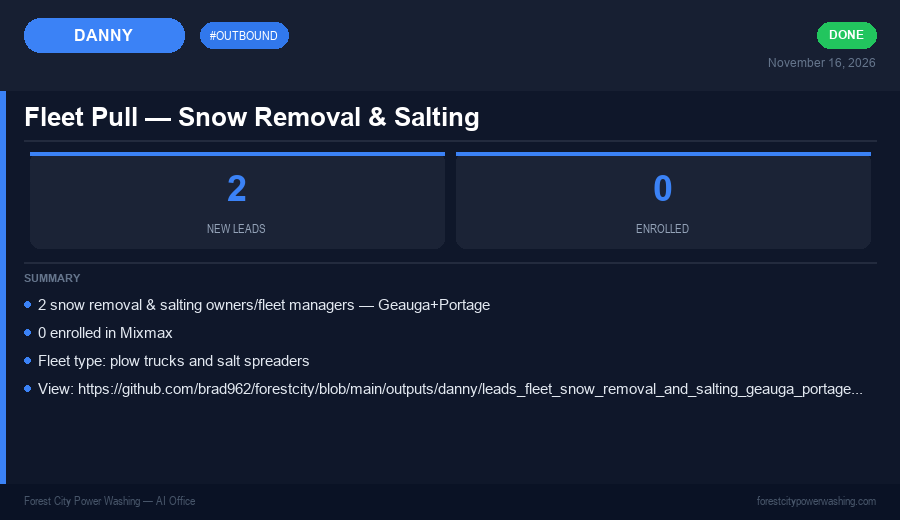 DANNY
#OUTBOUND
DONE
November 16, 2026
Fleet Pull — Snow Removal & Salting
2
NEW LEADS
0
ENROLLED
SUMMARY
2 snow removal & salting owners/fleet managers — Geauga+Portage
0 enrolled in Mixmax
Fleet type: plow trucks and salt spreaders
View: https://github.com/brad962/forestcity/blob/main/outputs/danny/leads_fleet_snow_removal_and_salting_geauga_portage...
Forest City Power Washing — AI Office
forestcitypowerwashing.com